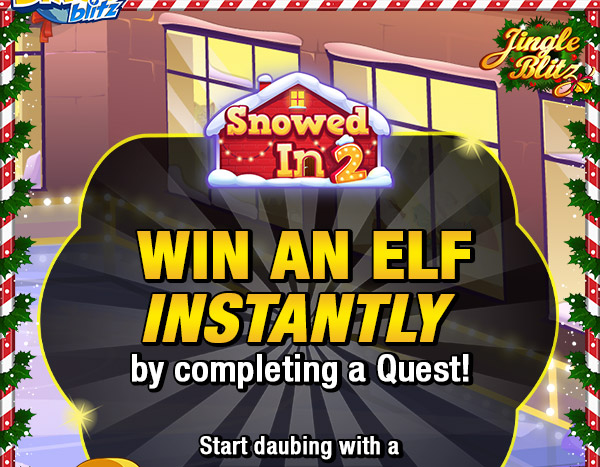 blitz
Jingle
Blitz
Snowed
In 2
WIN AN ELF
INSTANTLY
by completing a Quest!
Start daubing with a